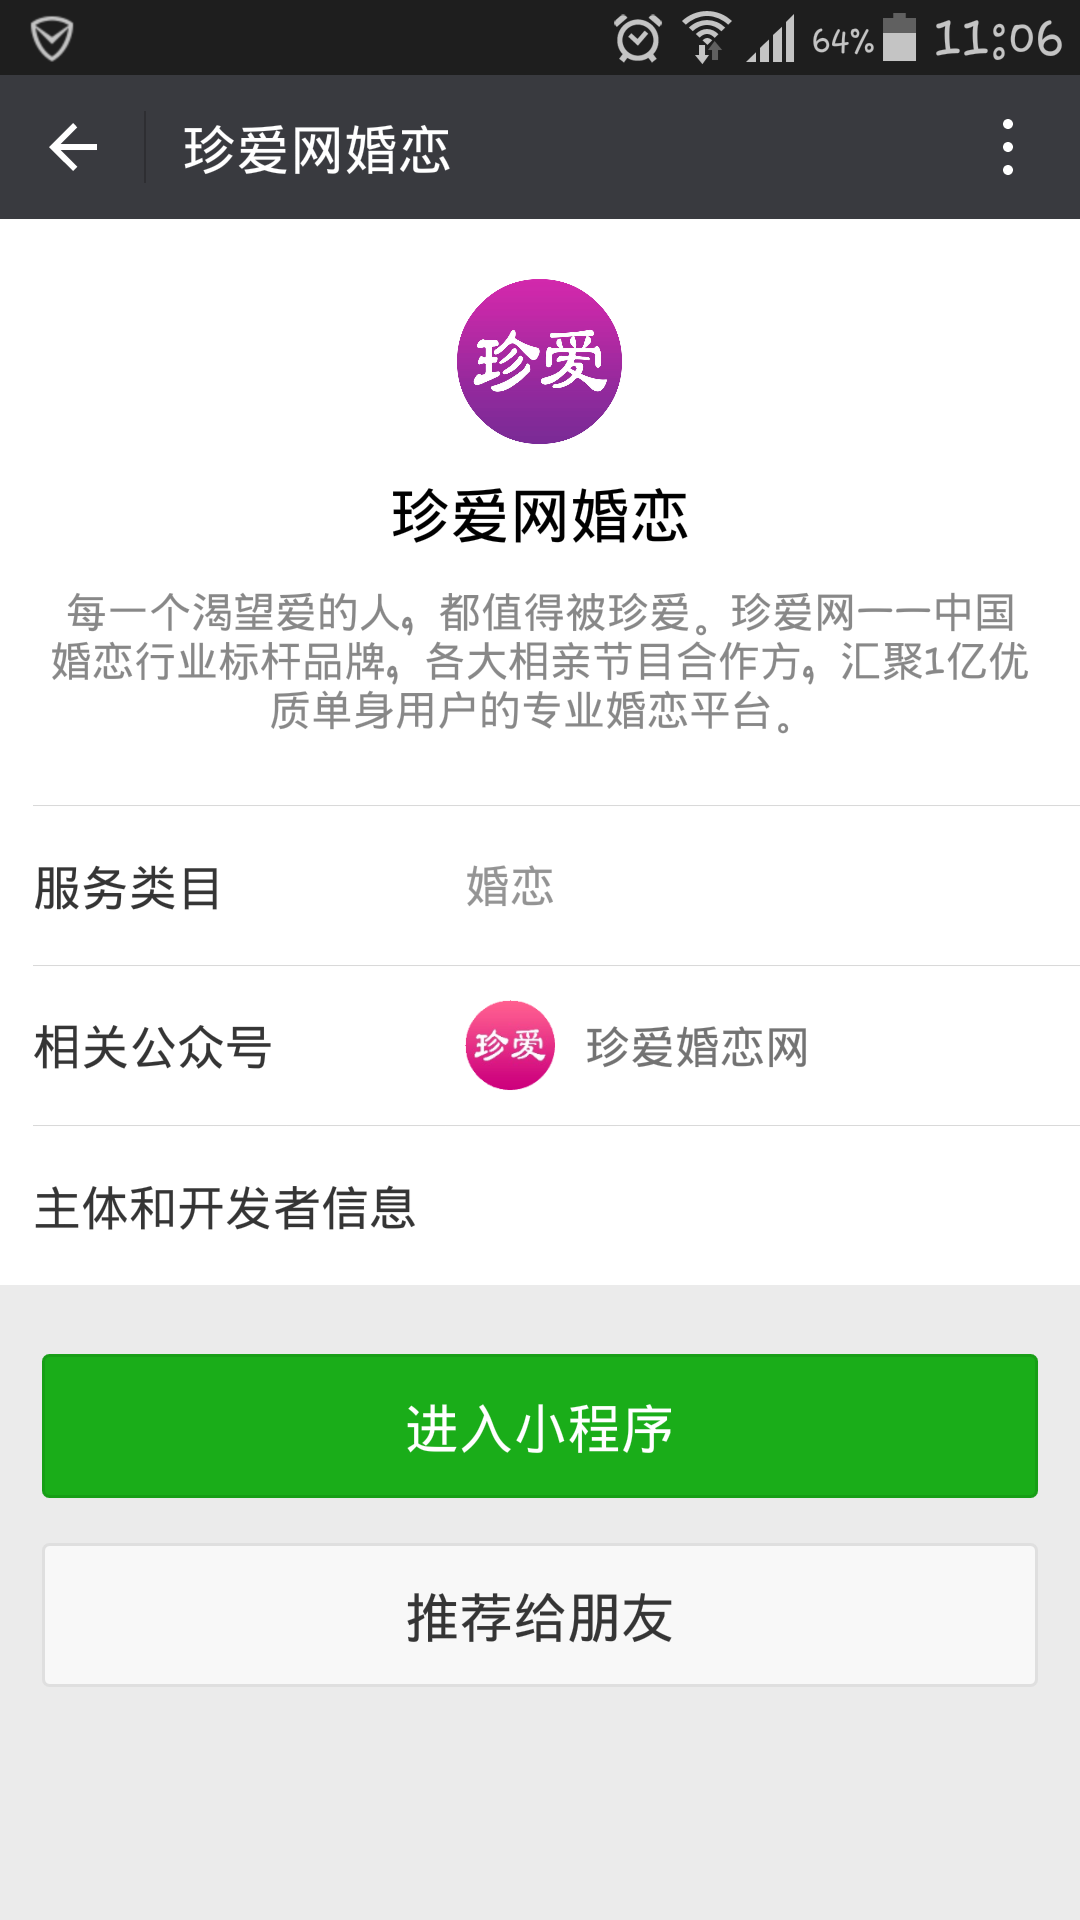 64% 11:06
珍爱网婚恋
珍爱
珍爱网婚恋
每一个渴望爱的人，都值得被珍爱。珍爱网一一中国
婚恋行业标杆品牌，各大相亲节目合作方，汇聚1亿优
质单身用户的专业婚恋平台。
服务类目 婚恋
相关公众号 珍爱 珍爱婚恋网
主体和开发者信息
进入小程序
推荐给朋友